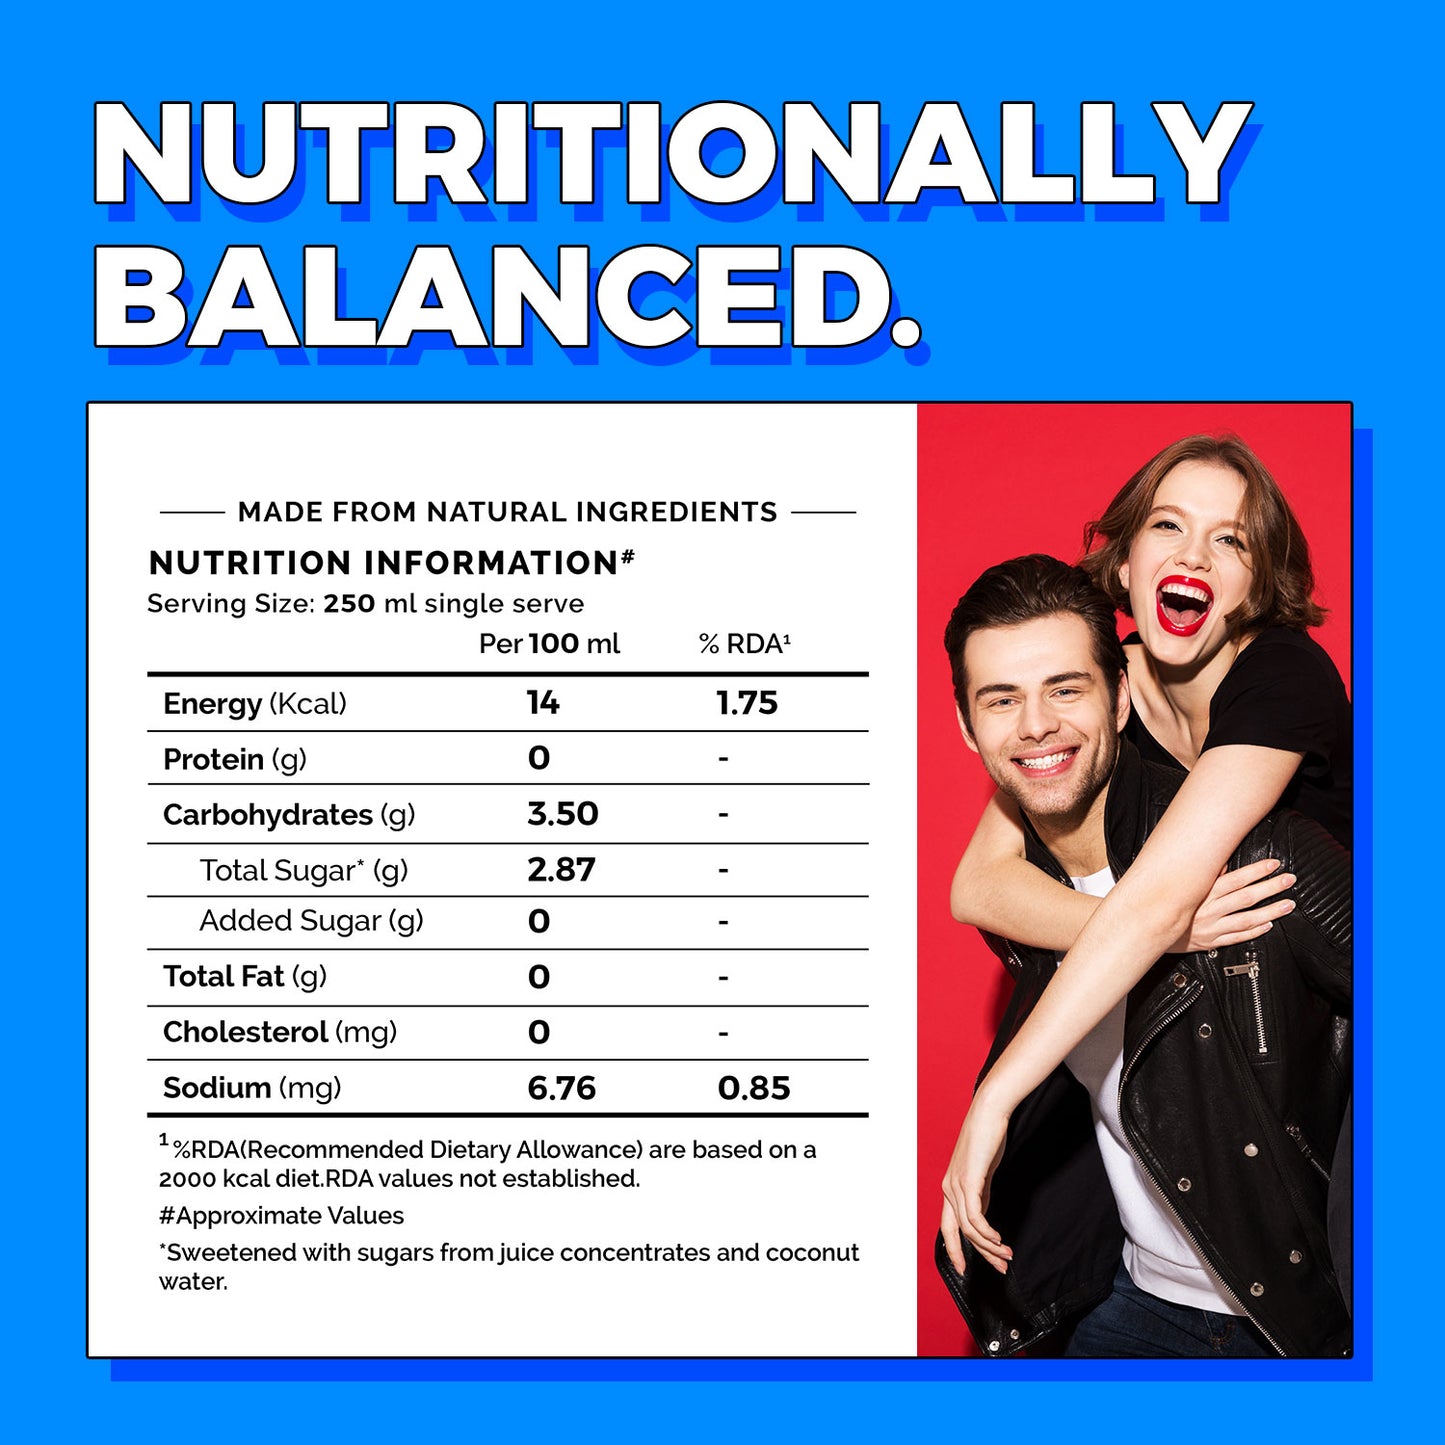 NUTRITIONALLY
BALANCED.
MADE FROM NATURAL INGREDIENTS
NUTRITION INFORMATION#
Serving Size: 250 ml single serve
Per 100 ml % RDA¹
Energy (Kcal) 14 1.75
Protein (g) 0 -
Carbohydrates (g) 3.50 -
Total Sugar* (g) 2.87 -
Added Sugar (g) 0 -
Total Fat (g) 0 -
Cholesterol (mg) 0 -
Sodium (mg) 6.76 0.85
¹%RDA(Recommended Dietary Allowance) are based on a
2000 kcal diet.RDA values not established.
#Approximate Values
*Sweetened with sugars from juice concentrates and coconut
water.